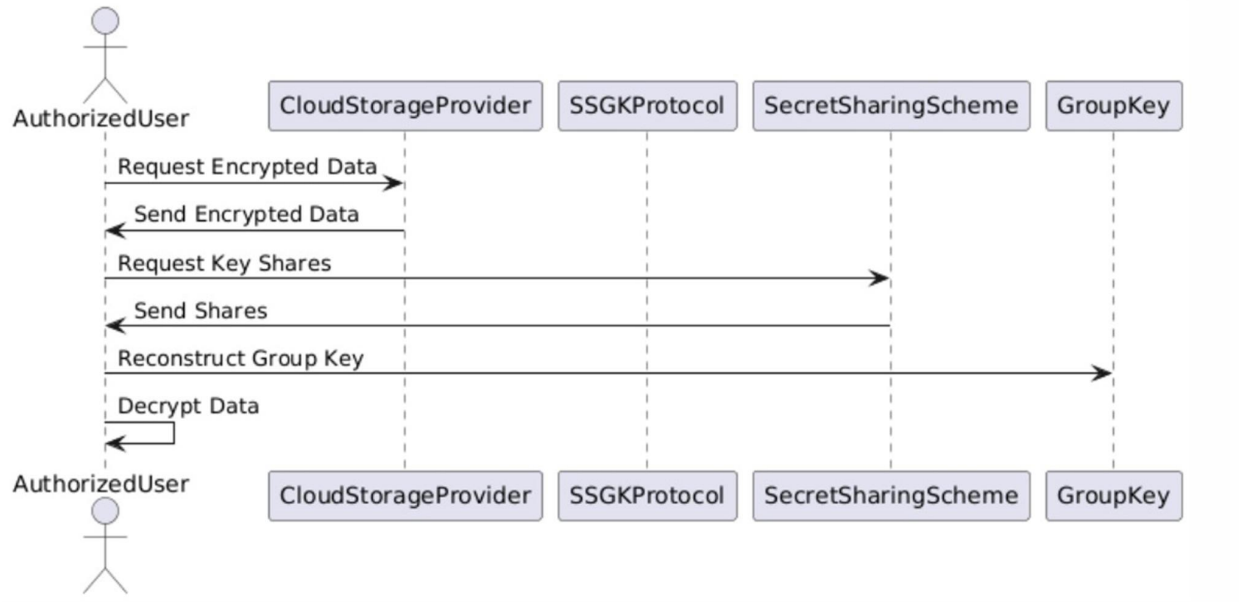 AuthorizedUser
CloudStorageProvider
SSGKProtocol
SecretSharingScheme
GroupKey
Request Encrypted Data
Send Encrypted Data
Request Key Shares
Send Shares
Reconstruct Group Key
Decrypt Data
AuthorizedUser
CloudStorageProvider
SSGKProtocol
SecretSharingScheme
GroupKey